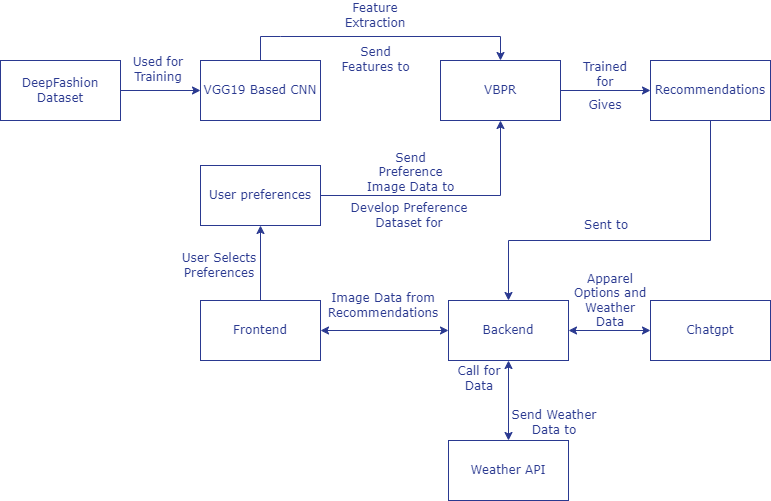 Feature
Extraction
DeepFashion
Dataset
Used for
Training
VGG19 Based CNN
Send
Features to
VBPR
Trained
for
Gives
Recommendations
User preferences
Send
Preference
Image Data to
Develop Preference
Dataset for
Sent to
User Selects
Preferences
Frontend
Image Data from
Recommendations
Backend
Apparel
Options and
Weather
Data
Chatgpt
Call for
Data
Send Weather
Data to
Weather API